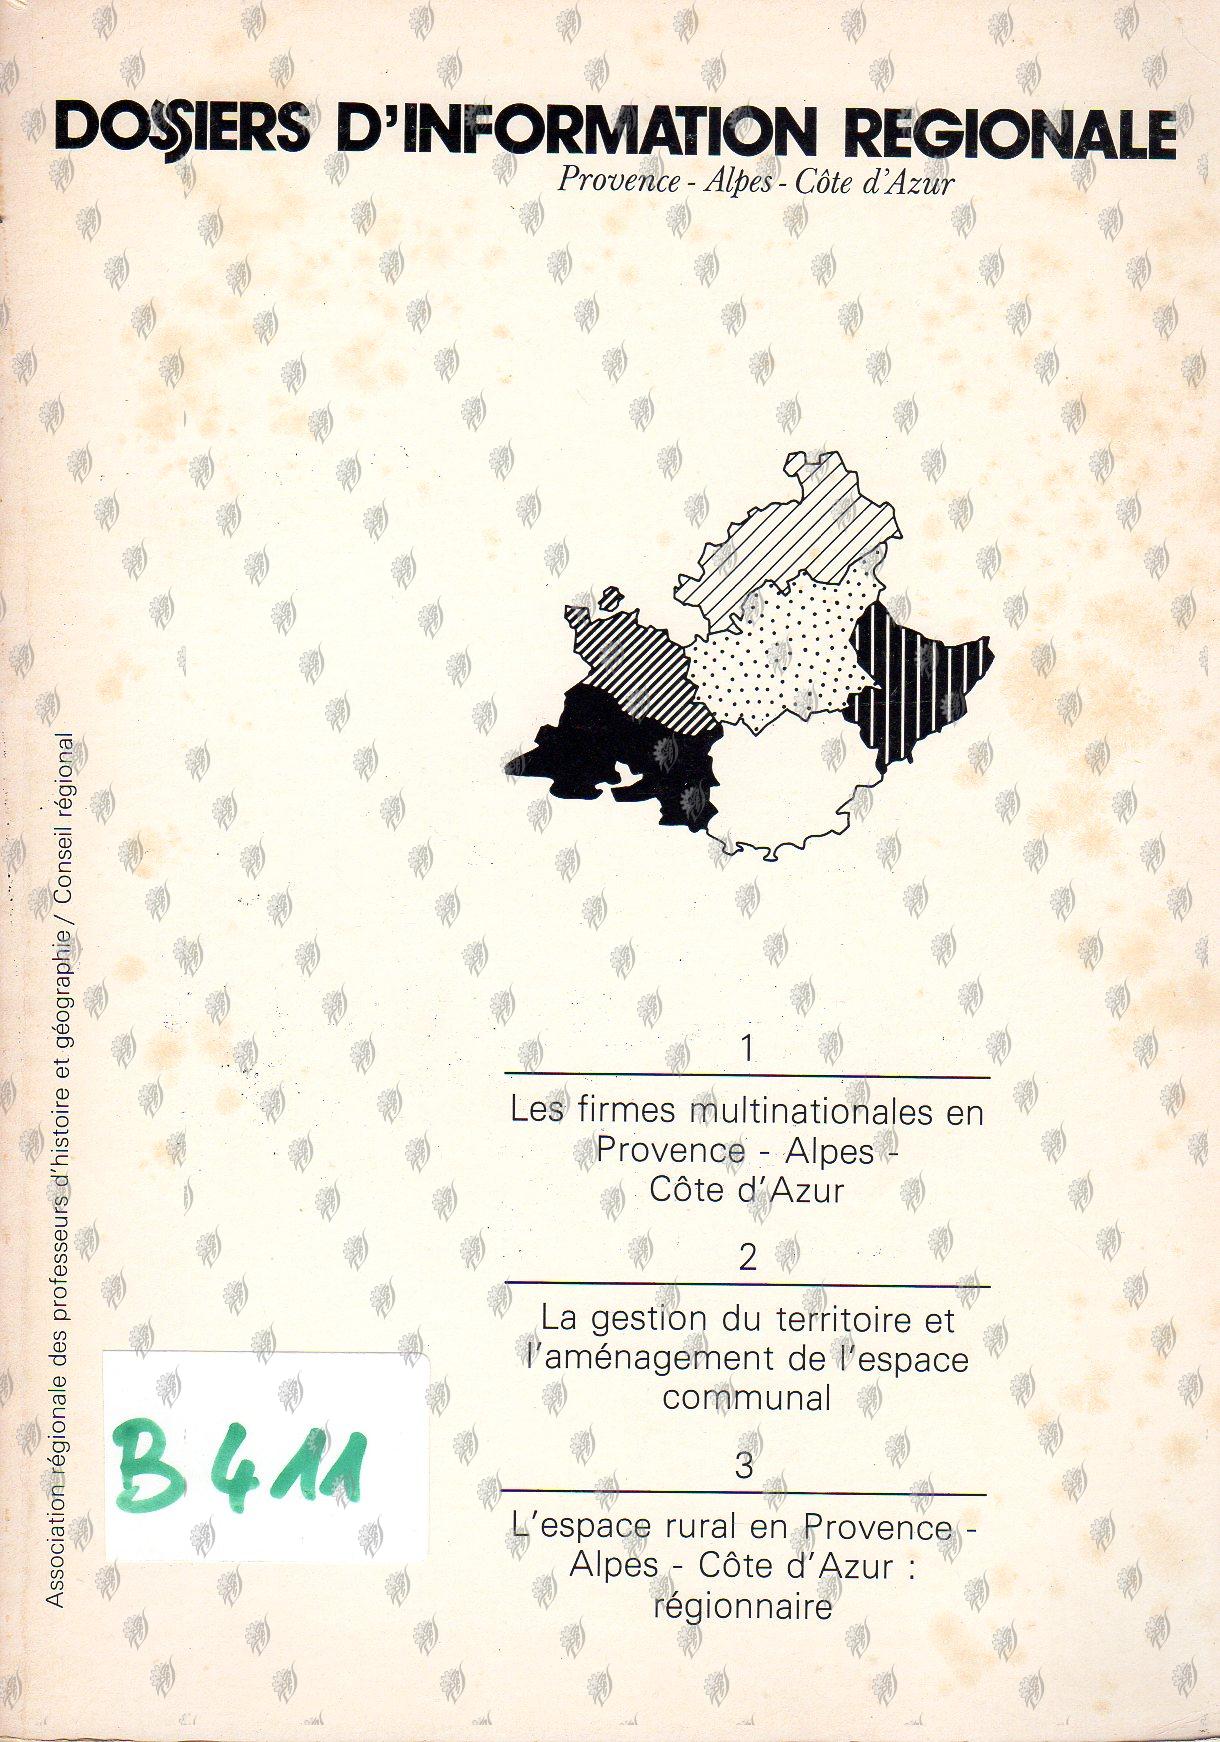 DOSSIERS D'INFORMATION REGIONALE
Provence - Alpes - Côte d'Azur
1
Les firmes multinationales en
Provence - Alpes -
Côte d'Azur
2
La gestion du territoire et
l'aménagement de l'espace
communal
3
L'espace rural en Provence -
Alpes - Côte d'Azur :
régionnaire
Association régionale des professeurs d'histoire et géographie / Conseil régional
B 411